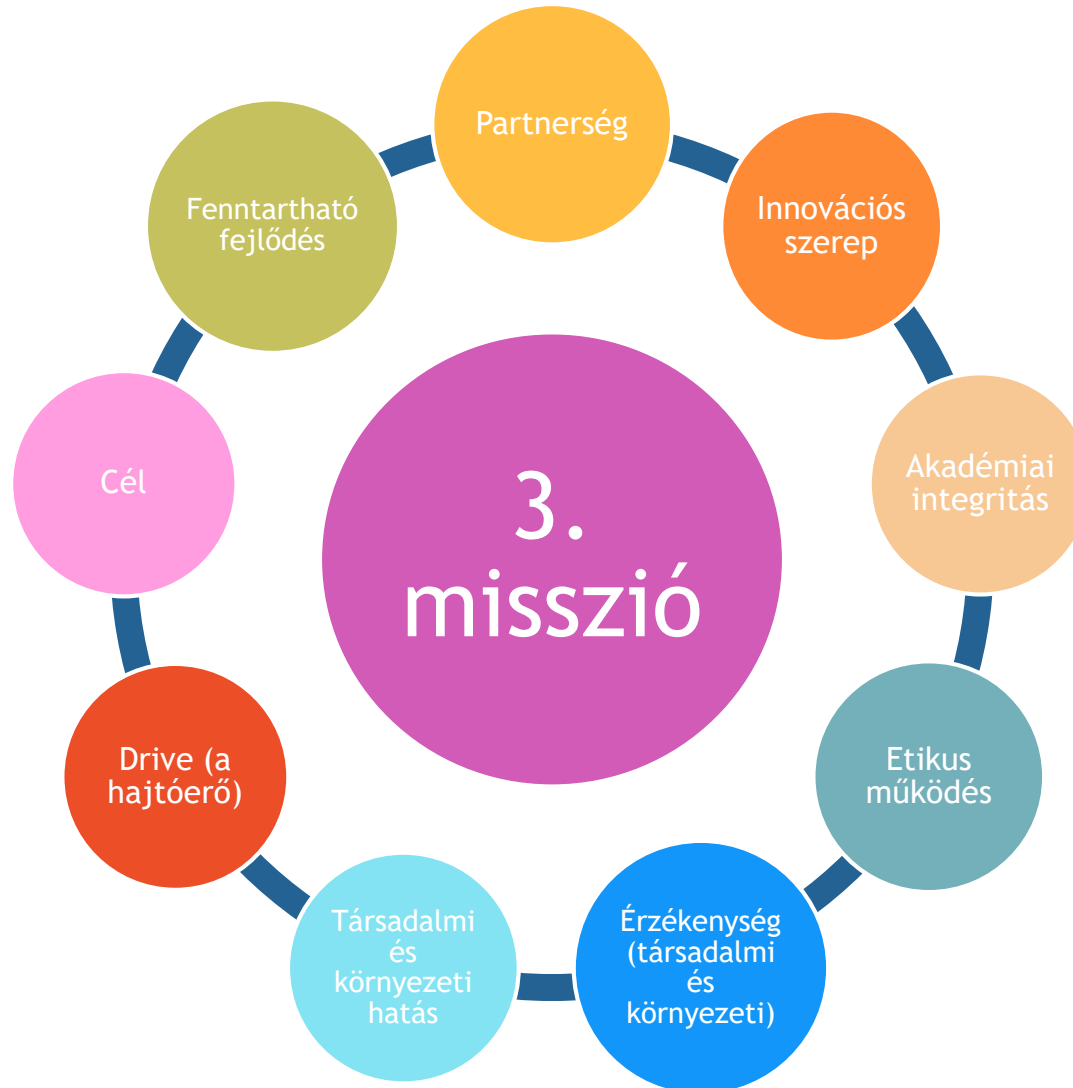 Partnerség
Innovációs
szerep
Akadémiai
integritás
Etikus
működés
Érzékenység
(társadalmi
és
környezeti)
Társadalmi
és
környezeti
hatás
Drive (a
hajtóerő)
Cél
Fenntartható
fejlődés
3.
misszió